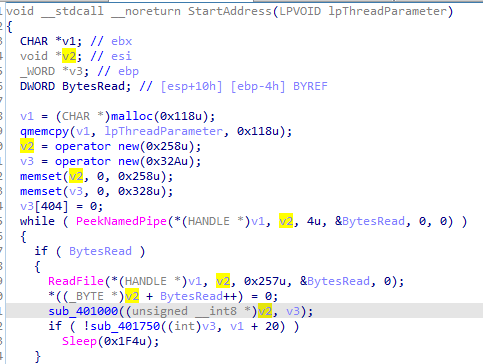 void __stdcall __noreturn StartAddress(LPVOID lpThreadParameter)
{
CHAR *v1; // ebx
void *v2; // esi
_WORD *v3; // ebp
DWORD BytesRead; // [esp+10h] [ebp-4h] BYREF
v1 = (CHAR *)malloc(0x118u);
qmemcpy(v1, lpThreadParameter, 0x118u);
v2 = operator new(0x258u);
v3 = operator new(0x32Au);
memset(v2, 0, 0x258u);
memset(v3, 0, 0x328u);
v3[404] = 0;
while ( PeekNamedPipe(*(HANDLE *)v1, v2, 4u, &BytesRead, 0, 0) )
{
if ( BytesRead )
{
ReadFile(*(HANDLE *)v1, v2, 0x257u, &BytesRead, 0);
*((_BYTE *)v2 + BytesRead++) = 0;
sub_401000((unsigned __int8 *)v2, v3);
if ( !sub_401750((int)v3, v1 + 20) )
Sleep(0x1F4u);